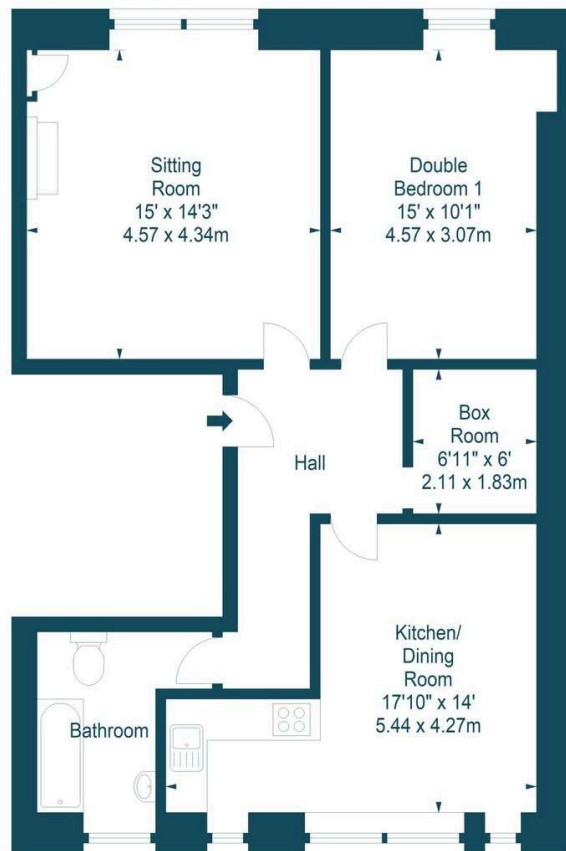 Sitting
Room
15' x 14'3"
4.57 x 4.34m
Double
Bedroom 1
15' x 10'1"
4.57 x 3.07m
Box
Room
6'11" x 6'
2.11 x 1.83m
Hall
Kitchen/
Dining
Room
17'10" x 14'
5.44 x 4.27m
Bathroom